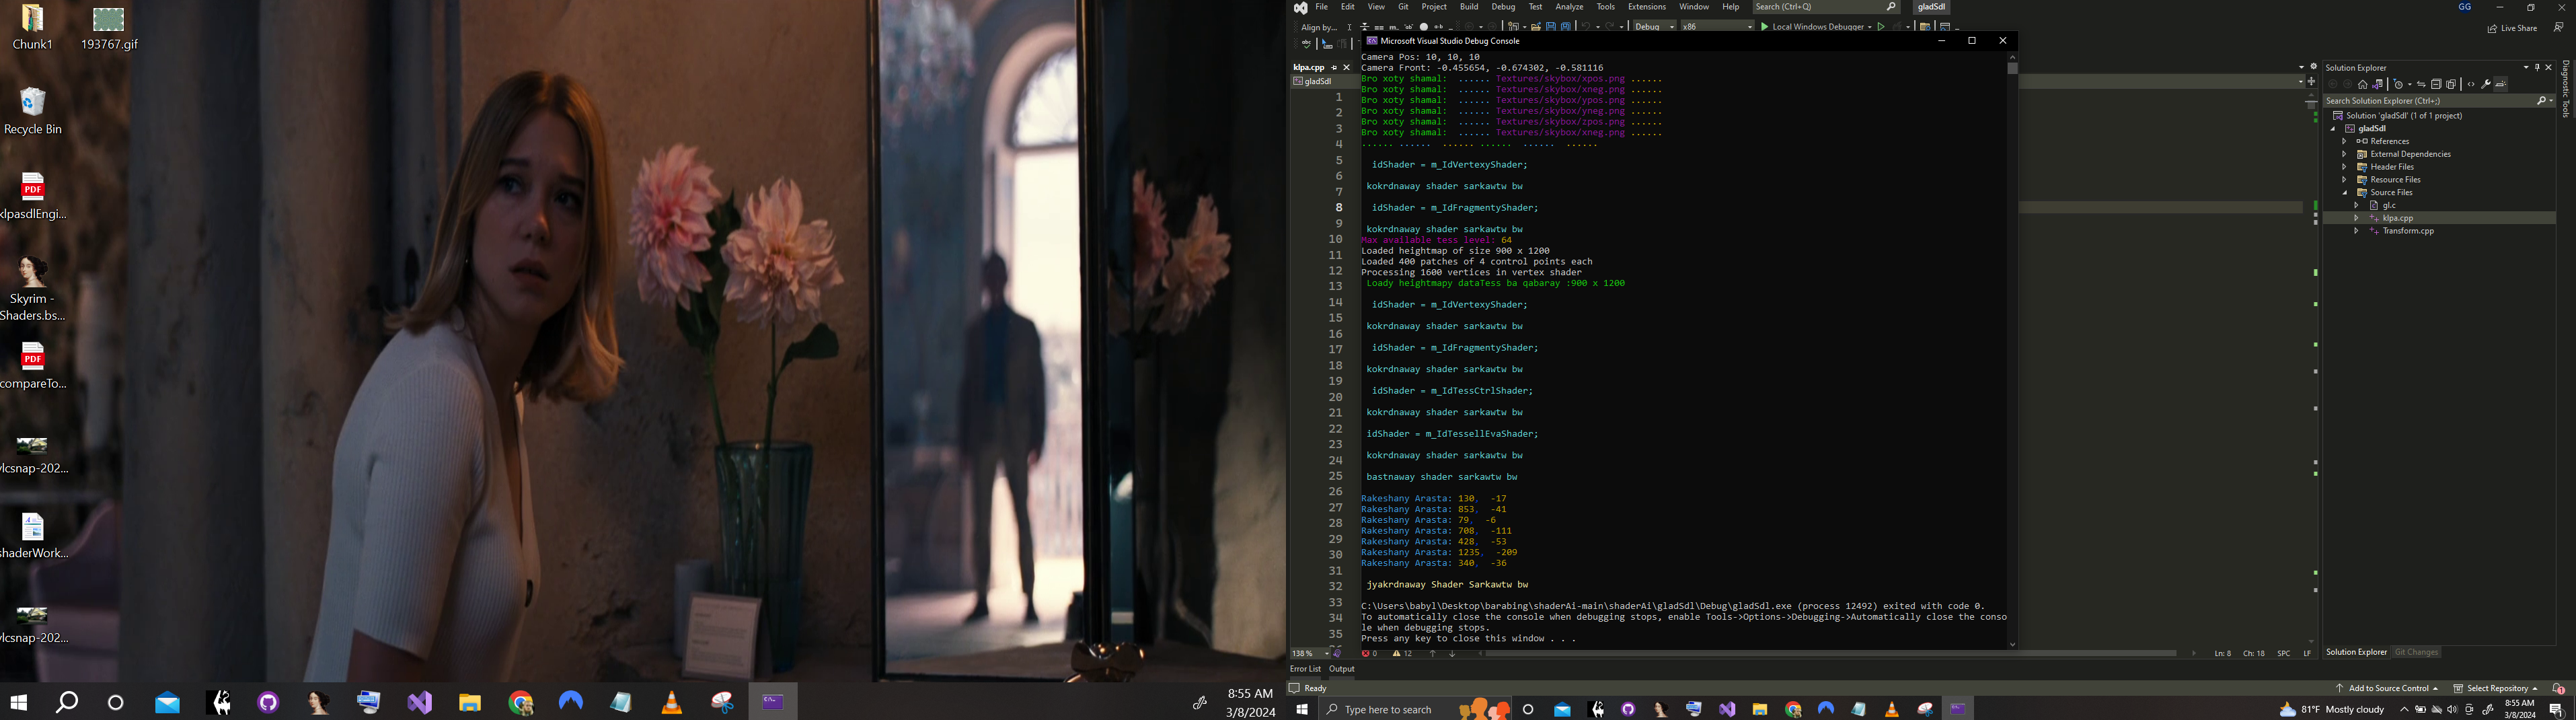 Chunk1
193767.gif
Recycle Bin
klpasdlEngi...
Skyrim -
Shaders.bs...
compareTo...
vlcsnap-202...
shaderWork...
vlcsnap-202...
8:55 AM
3/8/2024
File Edit View Git Project Build Debug Test Analyze Tools Extensions Window Help Search (Ctrl+Q) gladSdl GG
Align by... Debug x86 Local Windows Debugger Live Share
Microsoft Visual Studio Debug Console
klpa.cpp
gladSdl
1
2
3
4
5
6
7
8
9
10
11
12
13
14
15
16
17
18
19
20
21
22
23
24
25
26
27
28
29
30
31
32
33
34
35
Camera Pos: 10, 10, 10
Camera Front: -0.455654, -0.674302, -0.581116
Bro xoty shamal:  ...... Textures/skybox/xpos.png ......
Bro xoty shamal:  ...... Textures/skybox/xneg.png ......
Bro xoty shamal:  ...... Textures/skybox/ypos.png ......
Bro xoty shamal:  ...... Textures/skybox/yneg.png ......
Bro xoty shamal:  ...... Textures/skybox/zpos.png ......
Bro xoty shamal:  ...... Textures/skybox/zneg.png ......
...... ......  ...... ......  ......  ......
idShader = m_IdVertexyShader;
kokrdnaway shader sarkawtw bw
idShader = m_IdFragmentyShader;
kokrdnaway shader sarkawtw bw
Max available tess level: 64
Loaded heightmap of size 900 x 1200
Loaded 400 patches of 4 control points each
Processing 1600 vertices in vertex shader
Loady heightmapy dataTess ba qabaray :900 x 1200
idShader = m_IdVertexyShader;
kokrdnaway shader sarkawtw bw
idShader = m_IdFragmentyShader;
kokrdnaway shader sarkawtw bw
idShader = m_IdTessCtrlShader;
kokrdnaway shader sarkawtw bw
idShader = m_IdTessellEvaShader;
kokrdnaway shader sarkawtw bw
bastnaway shader sarkawtw bw
Rakeshany Arasta: 130,  -17
Rakeshany Arasta: 853,  -41
Rakeshany Arasta: 79,  -6
Rakeshany Arasta: 708,  -111
Rakeshany Arasta: 428,  -53
Rakeshany Arasta: 1235,  -209
Rakeshany Arasta: 340,  -36
jyakrdnaway Shader Sarkawtw bw
C:\Users\babyl\Desktop\barabing\shaderAi-main\shaderAi\gladSdl\Debug\gladSdl.exe (process 12492) exited with code 0.
To automatically close the console when debugging stops, enable Tools->Options->Debugging->Automatically close the conso
le when debugging stops.
Press any key to close this window . . .
138 % 0 12 Ln: 8 Ch: 18 SPC LF
Error List Output
Ready Add to Source Control Select Repository 1
Solution Explorer
Search Solution Explorer (Ctrl+;)
Solution 'gladSdl' (1 of 1 project)
gladSdl
References
External Dependencies
Header Files
Resource Files
Source Files
gl.c
klpa.cpp
Transform.cpp
Solution Explorer Git Changes
Diagnostic Tools
Type here to search
81°F Mostly cloudy
8:55 AM
3/8/2024